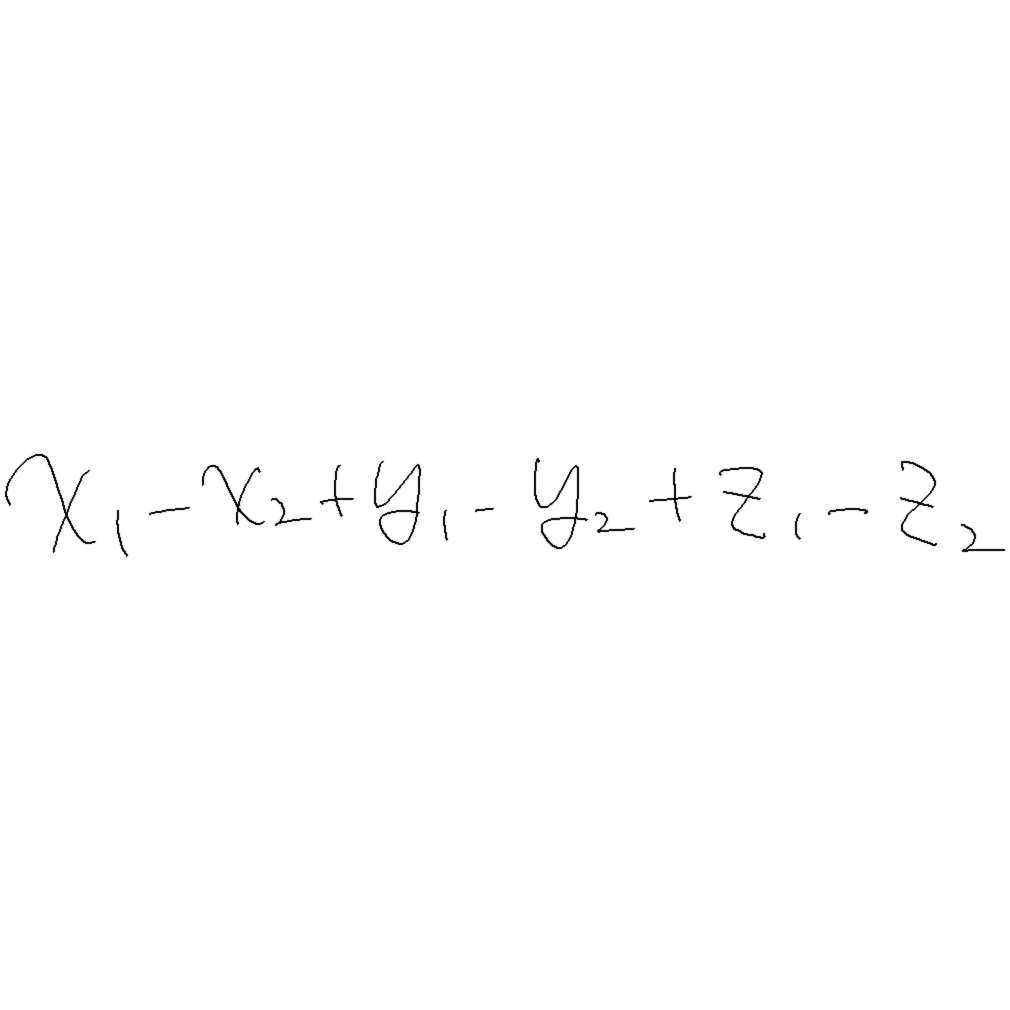 x₁ - x₂ + y₁ - y₂ + z₁ - z₂